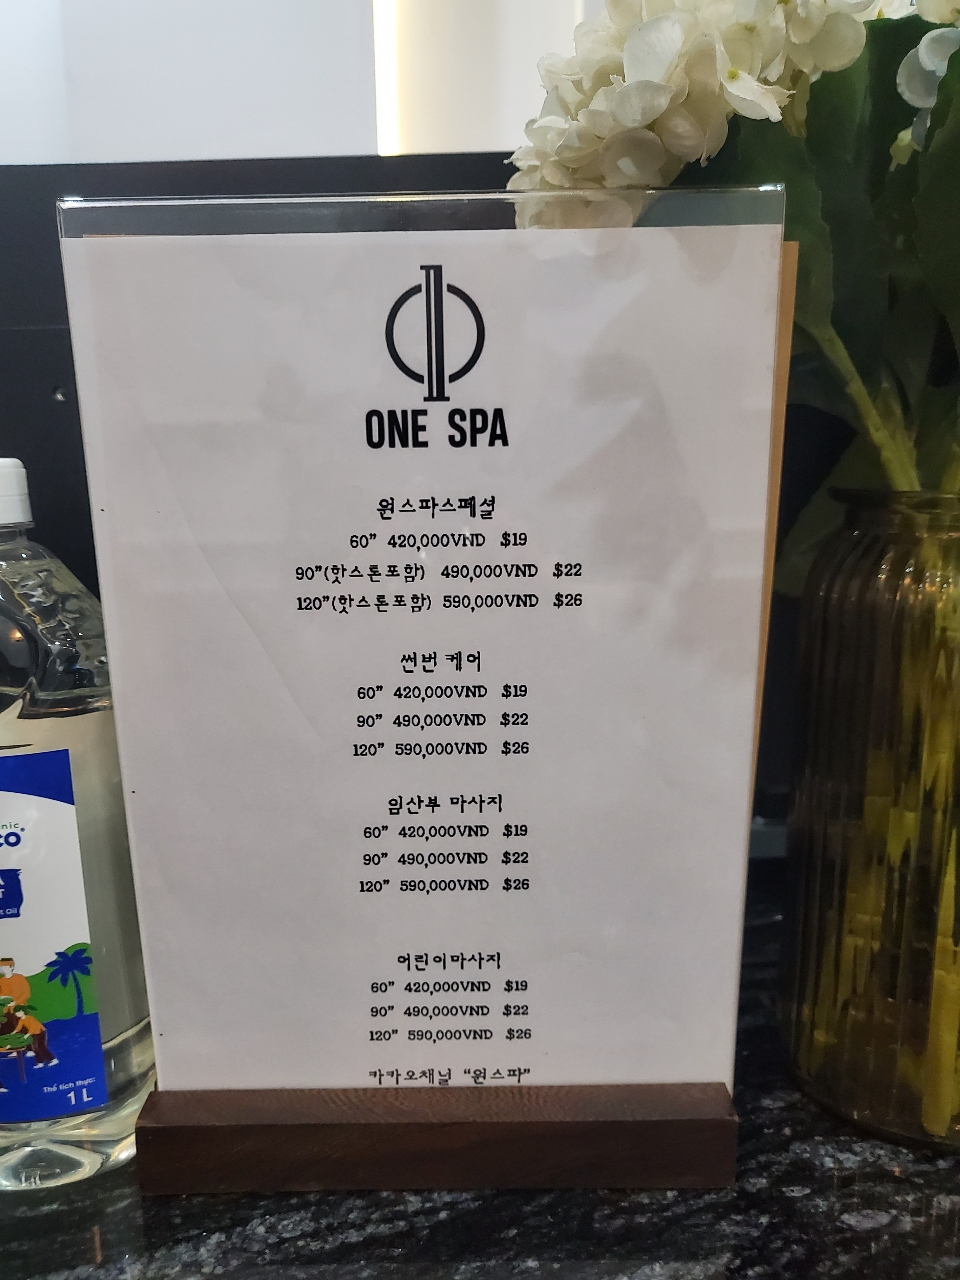 ONE SPA
원스파스페셜
60” 420,000VND $19
90”(핫스톤포함) 490,000VND $22
120”(핫스톤포함) 590,000VND $26
썬번 케어
60” 420,000VND $19
90” 490,000VND $22
120” 590,000VND $26
임산부 마사지
60” 420,000VND $19
90” 490,000VND $22
120” 590,000VND $26
어린이마사지
60” 420,000VND $19
90” 490,000VND $22
120” 590,000VND $26
카카오채널 “원스파”
Thể tích thực:
1 L